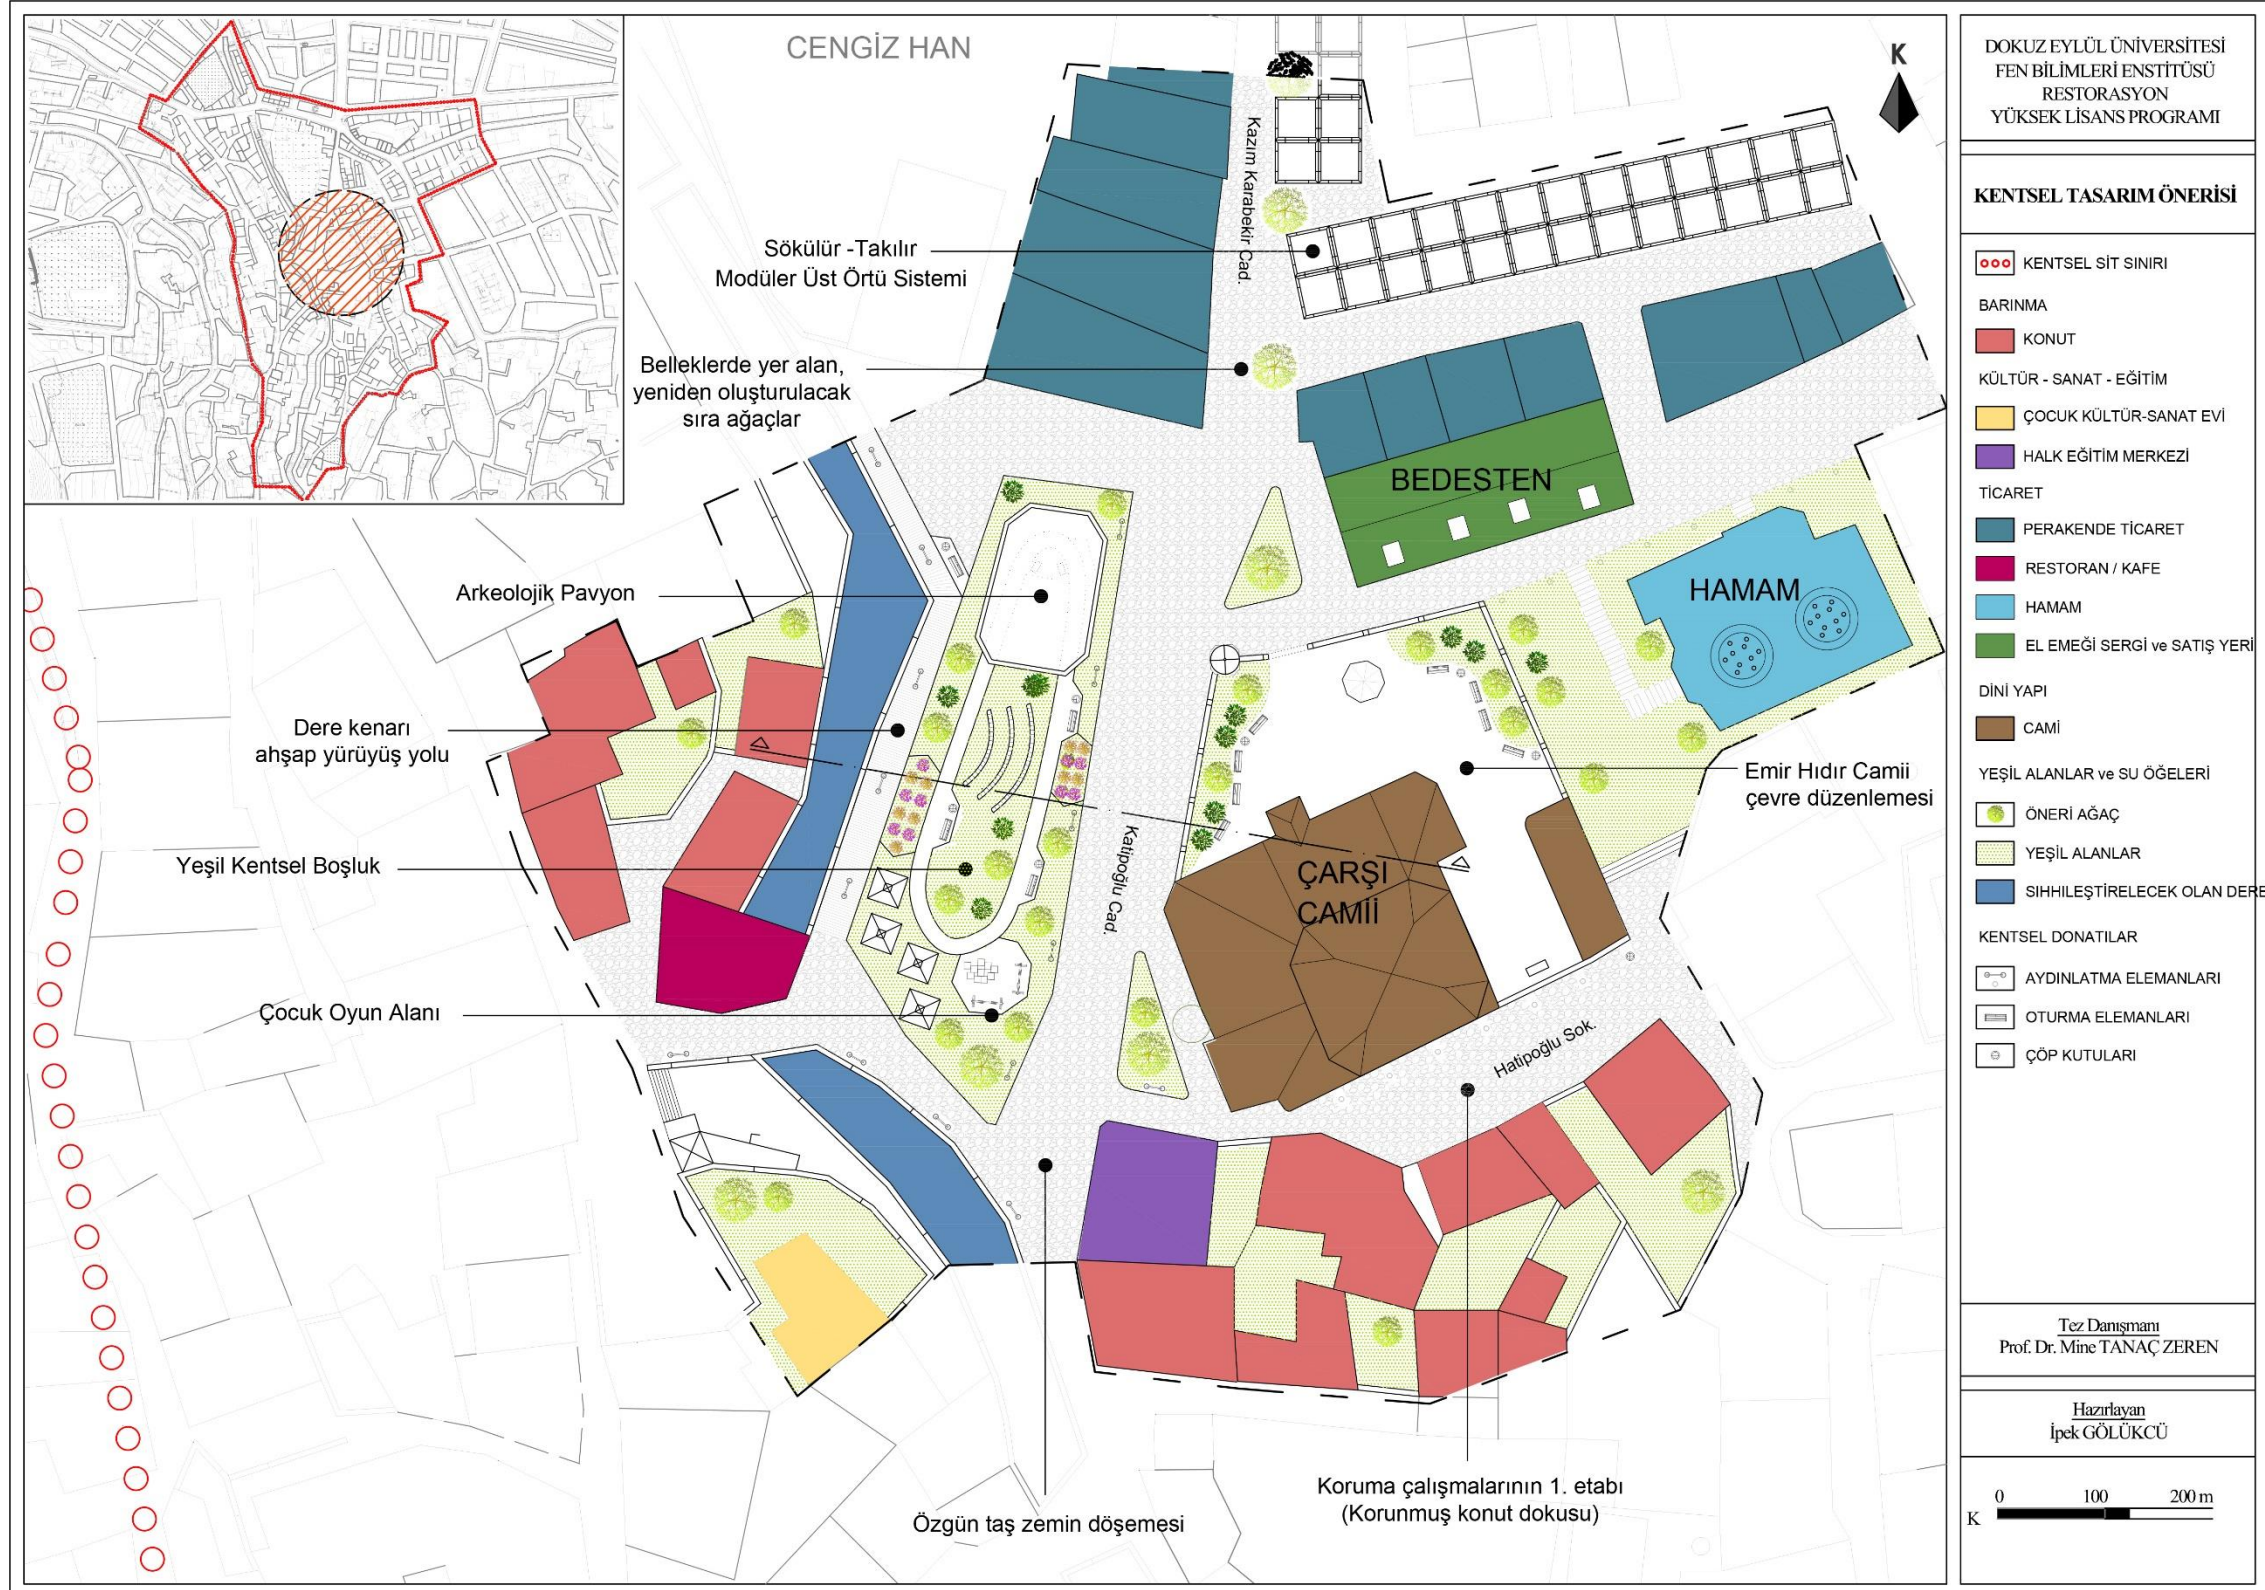 CENGİZ HAN
K
Kazım Karabekir Cad.
Sökülür -Takılır
Modüler Üst Örtü Sistemi
Belleklerde yer alan,
yeniden oluşturulacak
sıra ağaçlar
BEDESTEN
HAMAM
Arkeolojik Pavyon
Dere kenarı
ahşap yürüyüş yolu
Emir Hıdır Camii
çevre düzenlemesi
Yeşil Kentsel Boşluk
Katipoğlu Cad.
ÇARŞI
CAMİİ
Çocuk Oyun Alanı
Hatipoğlu Sok.
Özgün taş zemin döşemesi
Koruma çalışmalarının 1. etabı
(Korunmuş konut dokusu)
DOKUZ EYLÜL ÜNİVERSİTESİ
FEN BİLİMLERİ ENSTİTÜSÜ
RESTORASYON
YÜKSEK LİSANS PROGRAMI
KENTSEL TASARIM ÖNERİSİ
KENTSEL SİT SINIRI
BARINMA
KONUT
KÜLTÜR - SANAT - EĞİTİM
ÇOCUK KÜLTÜR-SANAT EVİ
HALK EĞİTİM MERKEZİ
TİCARET
PERAKENDE TİCARET
RESTORAN / KAFE
HAMAM
EL EMEĞİ SERGİ ve SATIŞ YERİ
DİNİ YAPI
CAMİ
YEŞİL ALANLAR ve SU ÖĞELERİ
ÖNERİ AĞAÇ
YEŞİL ALANLAR
SIHHILEŞTİRELECEK OLAN DERE
KENTSEL DONATILAR
AYDINLATMA ELEMANLARI
OTURMA ELEMANLARI
ÇÖP KUTULARI
Tez Danışmanı
Prof. Dr. Mine TANAÇ ZEREN
Hazırlayan
İpek GÖLÜKCÜ
0 100 200 m
K